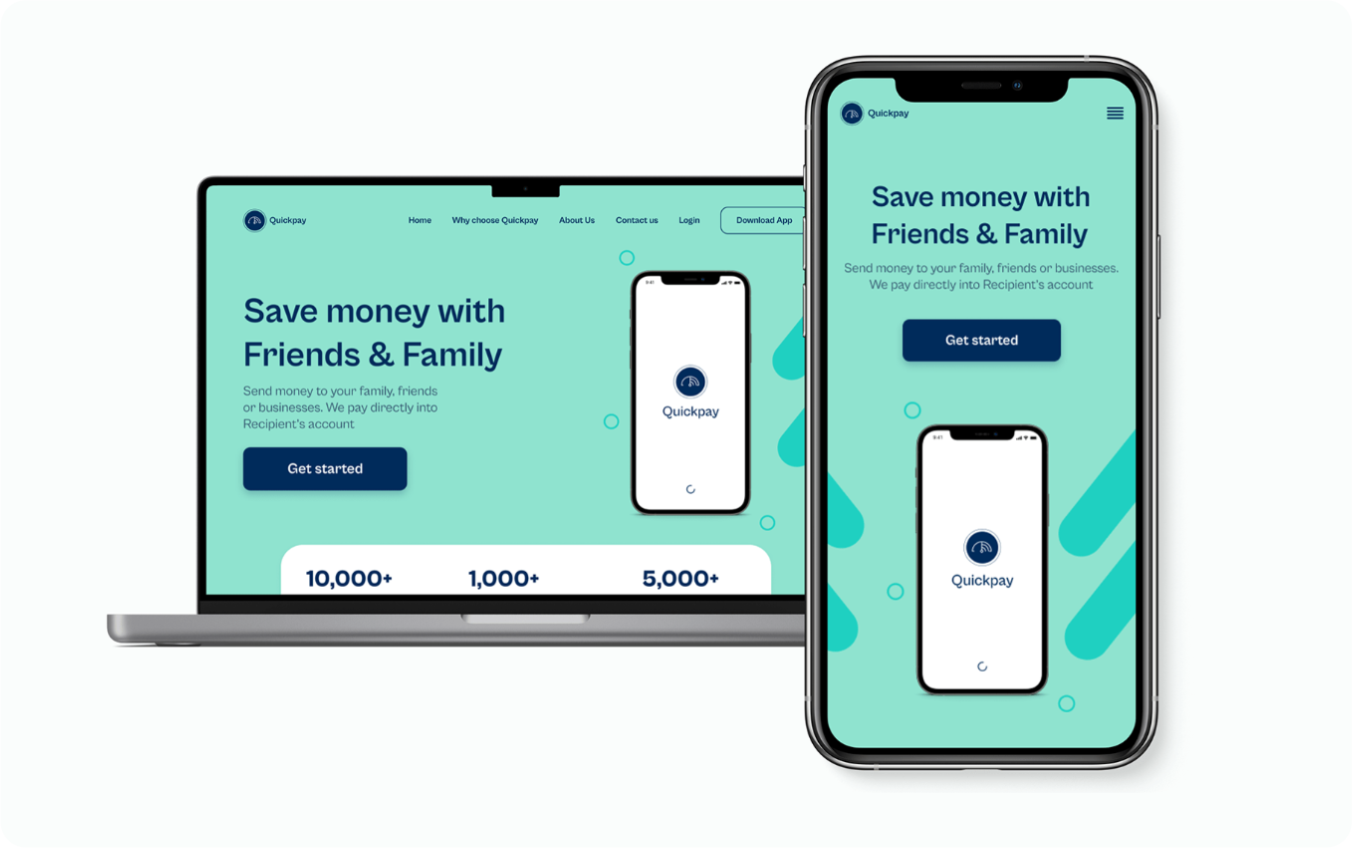 Quickpay
Home
Why choose Quickpay
About Us
Contact us
Login
Download App
Save money with
Friends & Family
Send money to your family, friends
or businesses. We pay directly into
Recipient's account
Get started
9:41
Quickpay
10,000+
1,000+
5,000+
Quickpay
Save money with
Friends & Family
Send money to your family, friends or businesses.
We pay directly into Recipient's account
Get started
9:41
Quickpay